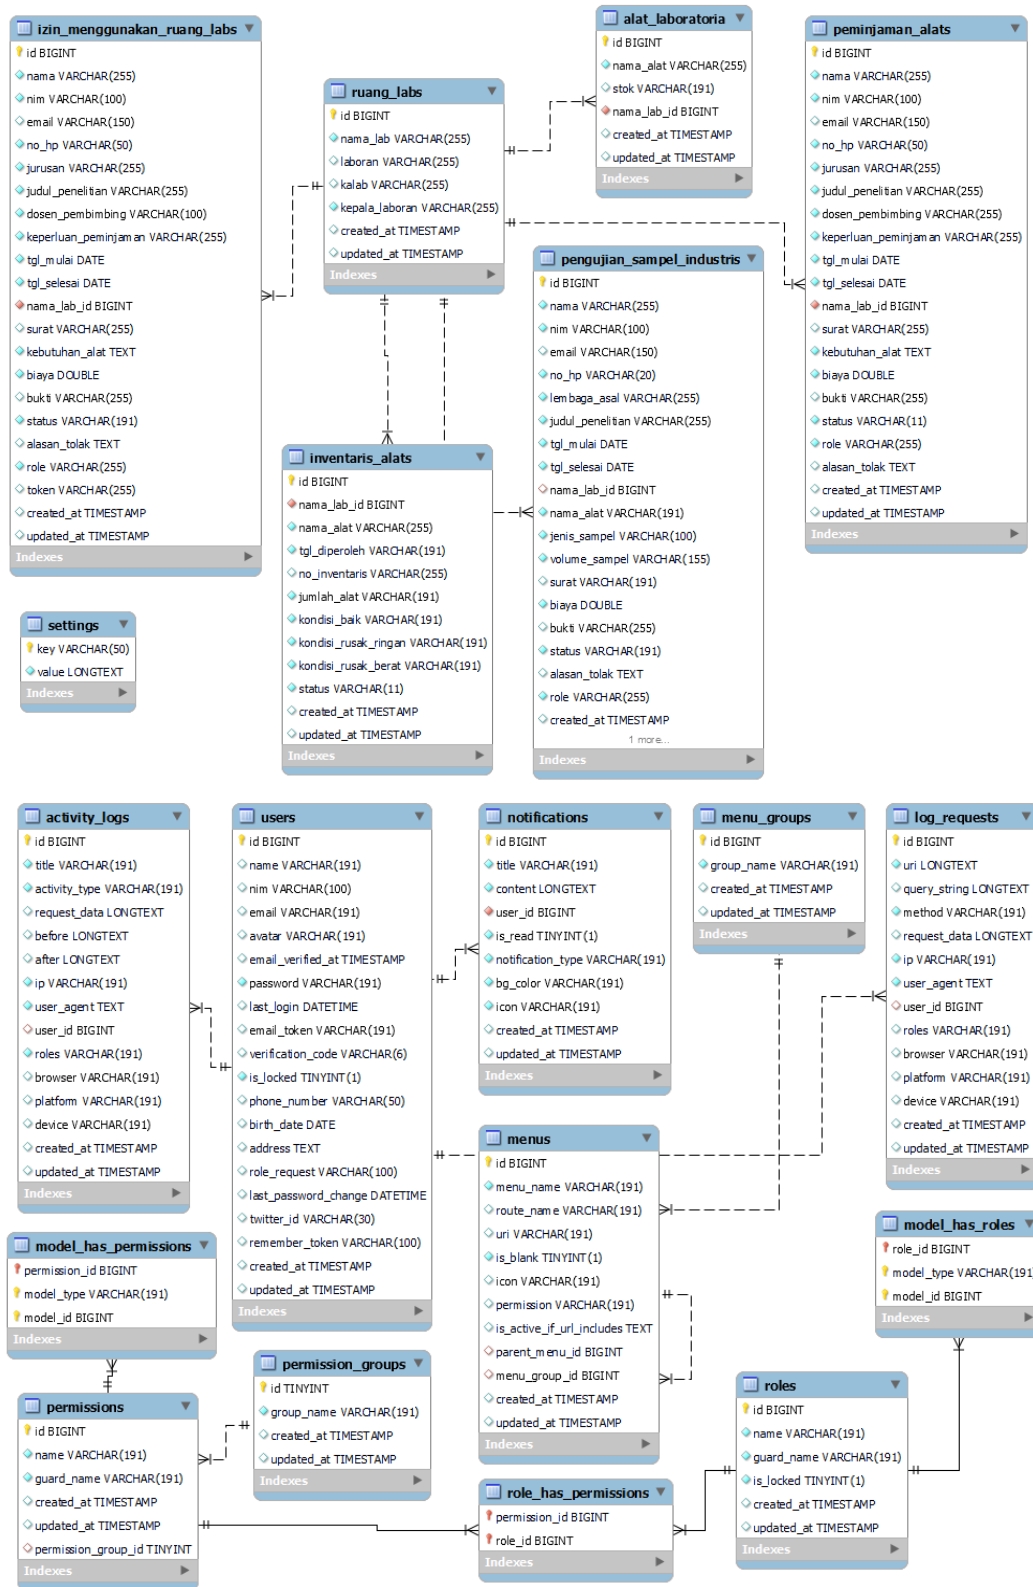 izin_menggunakan_ruang_labs
id BIGINT
nama VARCHAR(255)
nim VARCHAR(100)
email VARCHAR(150)
no_hp VARCHAR(50)
jurusan VARCHAR(255)
judul_penelitian VARCHAR(255)
dosen_pembimbing VARCHAR(100)
keperluan_peminjaman VARCHAR(255)
tgl_mulai DATE
tgl_selesai DATE
nama_lab_id BIGINT
surat VARCHAR(255)
kebutuhan_alat TEXT
biaya DOUBLE
bukti VARCHAR(255)
status VARCHAR(191)
alasan_tolak TEXT
role VARCHAR(255)
token VARCHAR(255)
created_at TIMESTAMP
updated_at TIMESTAMP
Indexes
ruang_labs
id BIGINT
nama_lab VARCHAR(255)
laboran VARCHAR(255)
kalab VARCHAR(255)
kepala_laboran VARCHAR(255)
created_at TIMESTAMP
updated_at TIMESTAMP
Indexes
alat_laboratoria
id BIGINT
nama_alat VARCHAR(255)
stok VARCHAR(191)
nama_lab_id BIGINT
created_at TIMESTAMP
updated_at TIMESTAMP
Indexes
peminjaman_alats
id BIGINT
nama VARCHAR(255)
nim VARCHAR(100)
email VARCHAR(150)
no_hp VARCHAR(50)
jurusan VARCHAR(255)
judul_penelitian VARCHAR(255)
dosen_pembimbing VARCHAR(255)
keperluan_peminjaman VARCHAR(255)
tgl_mulai DATE
tgl_selesai DATE
nama_lab_id BIGINT
surat VARCHAR(255)
kebutuhan_alat TEXT
biaya DOUBLE
bukti VARCHAR(255)
status VARCHAR(11)
role VARCHAR(255)
alasan_tolak TEXT
created_at TIMESTAMP
updated_at TIMESTAMP
Indexes
pengujian_sampel_industris
id BIGINT
nama VARCHAR(255)
nim VARCHAR(100)
email VARCHAR(150)
no_hp VARCHAR(20)
lembaga_asal VARCHAR(255)
judul_penelitian VARCHAR(255)
tgl_mulai DATE
tgl_selesai DATE
nama_lab_id BIGINT
nama_alat VARCHAR(191)
jenis_sampel VARCHAR(100)
volume_sampel VARCHAR(155)
surat VARCHAR(191)
biaya DOUBLE
bukti VARCHAR(255)
status VARCHAR(191)
alasan_tolak TEXT
role VARCHAR(255)
created_at TIMESTAMP
1 more...
Indexes
inventaris_alats
id BIGINT
nama_lab_id BIGINT
nama_alat VARCHAR(255)
tgl_diperoleh VARCHAR(191)
no_inventaris VARCHAR(255)
jumlah_alat VARCHAR(191)
kondisi_baik VARCHAR(191)
kondisi_rusak_ringan VARCHAR(191)
kondisi_rusak_berat VARCHAR(191)
status VARCHAR(11)
created_at TIMESTAMP
updated_at TIMESTAMP
Indexes
settings
key VARCHAR(50)
value LONGTEXT
Indexes
activity_logs
id BIGINT
title VARCHAR(191)
activity_type VARCHAR(191)
request_data LONGTEXT
before LONGTEXT
after LONGTEXT
ip VARCHAR(191)
user_agent TEXT
user_id BIGINT
roles VARCHAR(191)
browser VARCHAR(191)
platform VARCHAR(191)
device VARCHAR(191)
created_at TIMESTAMP
updated_at TIMESTAMP
Indexes
users
id BIGINT
name VARCHAR(191)
nim VARCHAR(100)
email VARCHAR(191)
avatar VARCHAR(191)
email_verified_at TIMESTAMP
password VARCHAR(191)
last_login DATETIME
email_token VARCHAR(191)
verification_code VARCHAR(6)
is_locked TINYINT(1)
phone_number VARCHAR(50)
birth_date DATE
address TEXT
role_request VARCHAR(100)
last_password_change DATETIME
twitter_id VARCHAR(30)
remember_token VARCHAR(100)
created_at TIMESTAMP
updated_at TIMESTAMP
Indexes
notifications
id BIGINT
title VARCHAR(191)
content LONGTEXT
user_id BIGINT
is_read TINYINT(1)
notification_type VARCHAR(191)
bg_color VARCHAR(191)
icon VARCHAR(191)
created_at TIMESTAMP
updated_at TIMESTAMP
Indexes
menu_groups
id BIGINT
group_name VARCHAR(191)
created_at TIMESTAMP
updated_at TIMESTAMP
Indexes
log_requests
id BIGINT
uri LONGTEXT
query_string LONGTEXT
method VARCHAR(191)
request_data LONGTEXT
ip VARCHAR(191)
user_agent TEXT
user_id BIGINT
roles VARCHAR(191)
browser VARCHAR(191)
platform VARCHAR(191)
device VARCHAR(191)
created_at TIMESTAMP
updated_at TIMESTAMP
Indexes
menus
id BIGINT
menu_name VARCHAR(191)
route_name VARCHAR(191)
uri VARCHAR(191)
is_blank TINYINT(1)
icon VARCHAR(191)
permission VARCHAR(191)
is_active_if_url_includes TEXT
parent_menu_id BIGINT
menu_group_id BIGINT
created_at TIMESTAMP
updated_at TIMESTAMP
Indexes
model_has_permissions
permission_id BIGINT
model_type VARCHAR(191)
model_id BIGINT
Indexes
model_has_roles
role_id BIGINT
model_type VARCHAR(191)
model_id BIGINT
Indexes
permissions
id BIGINT
name VARCHAR(191)
guard_name VARCHAR(191)
created_at TIMESTAMP
updated_at TIMESTAMP
permission_group_id TINYINT
Indexes
permission_groups
id TINYINT
group_name VARCHAR(191)
created_at TIMESTAMP
updated_at TIMESTAMP
Indexes
role_has_permissions
permission_id BIGINT
role_id BIGINT
Indexes
roles
id BIGINT
name VARCHAR(191)
guard_name VARCHAR(191)
is_locked TINYINT(1)
created_at TIMESTAMP
updated_at TIMESTAMP
Indexes